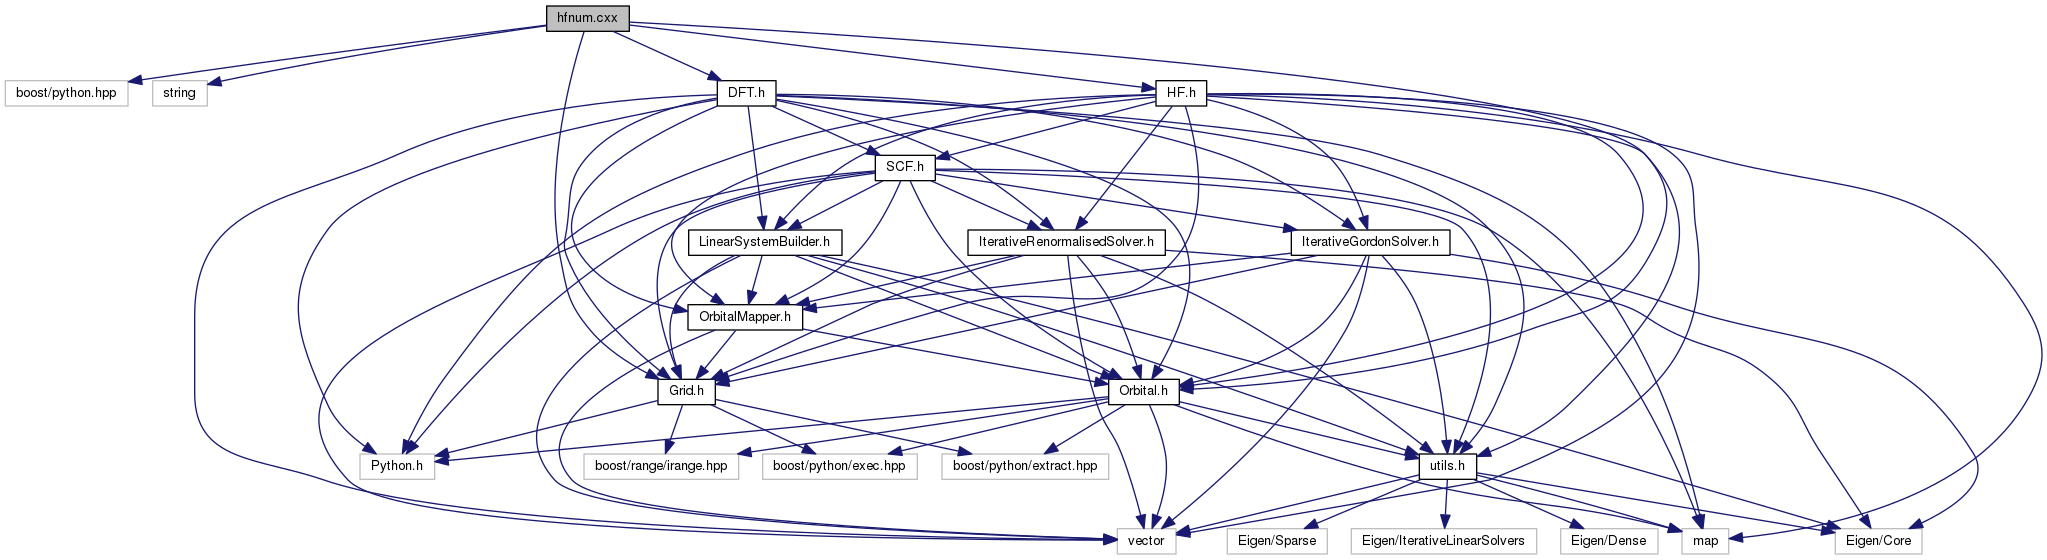 hfnum.cxx
boost/python.hpp
string
DFT.h
HF.h
SCF.h
LinearSystemBuilder.h
IterativeRenormalisedSolver.h
IterativeGordonSolver.h
OrbitalMapper.h
Grid.h
Orbital.h
Python.h
boost/range/irange.hpp
boost/python/exec.hpp
boost/python/extract.hpp
utils.h
vector
Eigen/Sparse
Eigen/IterativeLinearSolvers
Eigen/Dense
map
Eigen/Core